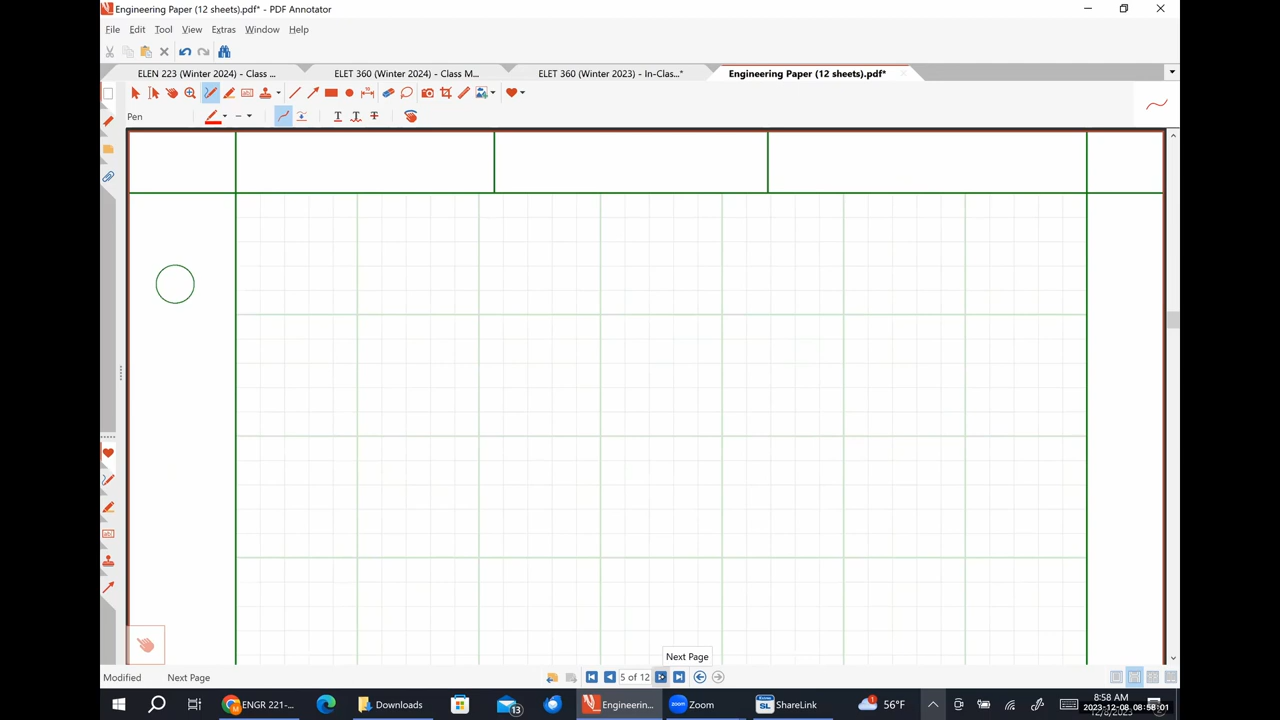 Engineering Paper (12 sheets).pdf* - PDF Annotator
File Edit Tool View Extras Window Help
ELEN 223 (Winter 2024) - Class ... ELET 360 (Winter 2024) - Class M... ELET 360 (Winter 2023) - In-Clas...* Engineering Paper (12 sheets).pdf*
Pen
Next Page
Modified Next Page 5 of 12
ENGR 221-... Downloads 13 Engineerin... Zoom ShareLink 1 56°F 8:58 AM
2023-12-08 08:58:01